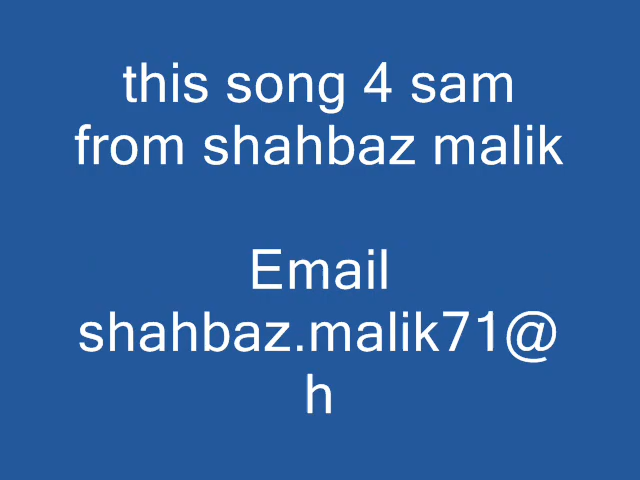 this song 4 sam
from shahbaz malik
Email
shahbaz.malik71@
h